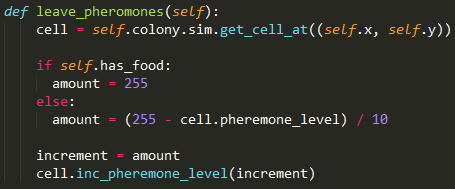 def leave_pheromones(self):
    cell = self.colony.sim.get_cell_at((self.x, self.y))

    if self.has_food:
      amount = 255
    else:
      amount = (255 - cell.pheremone_level) / 10

    increment = amount
    cell.inc_pheremone_level(increment)